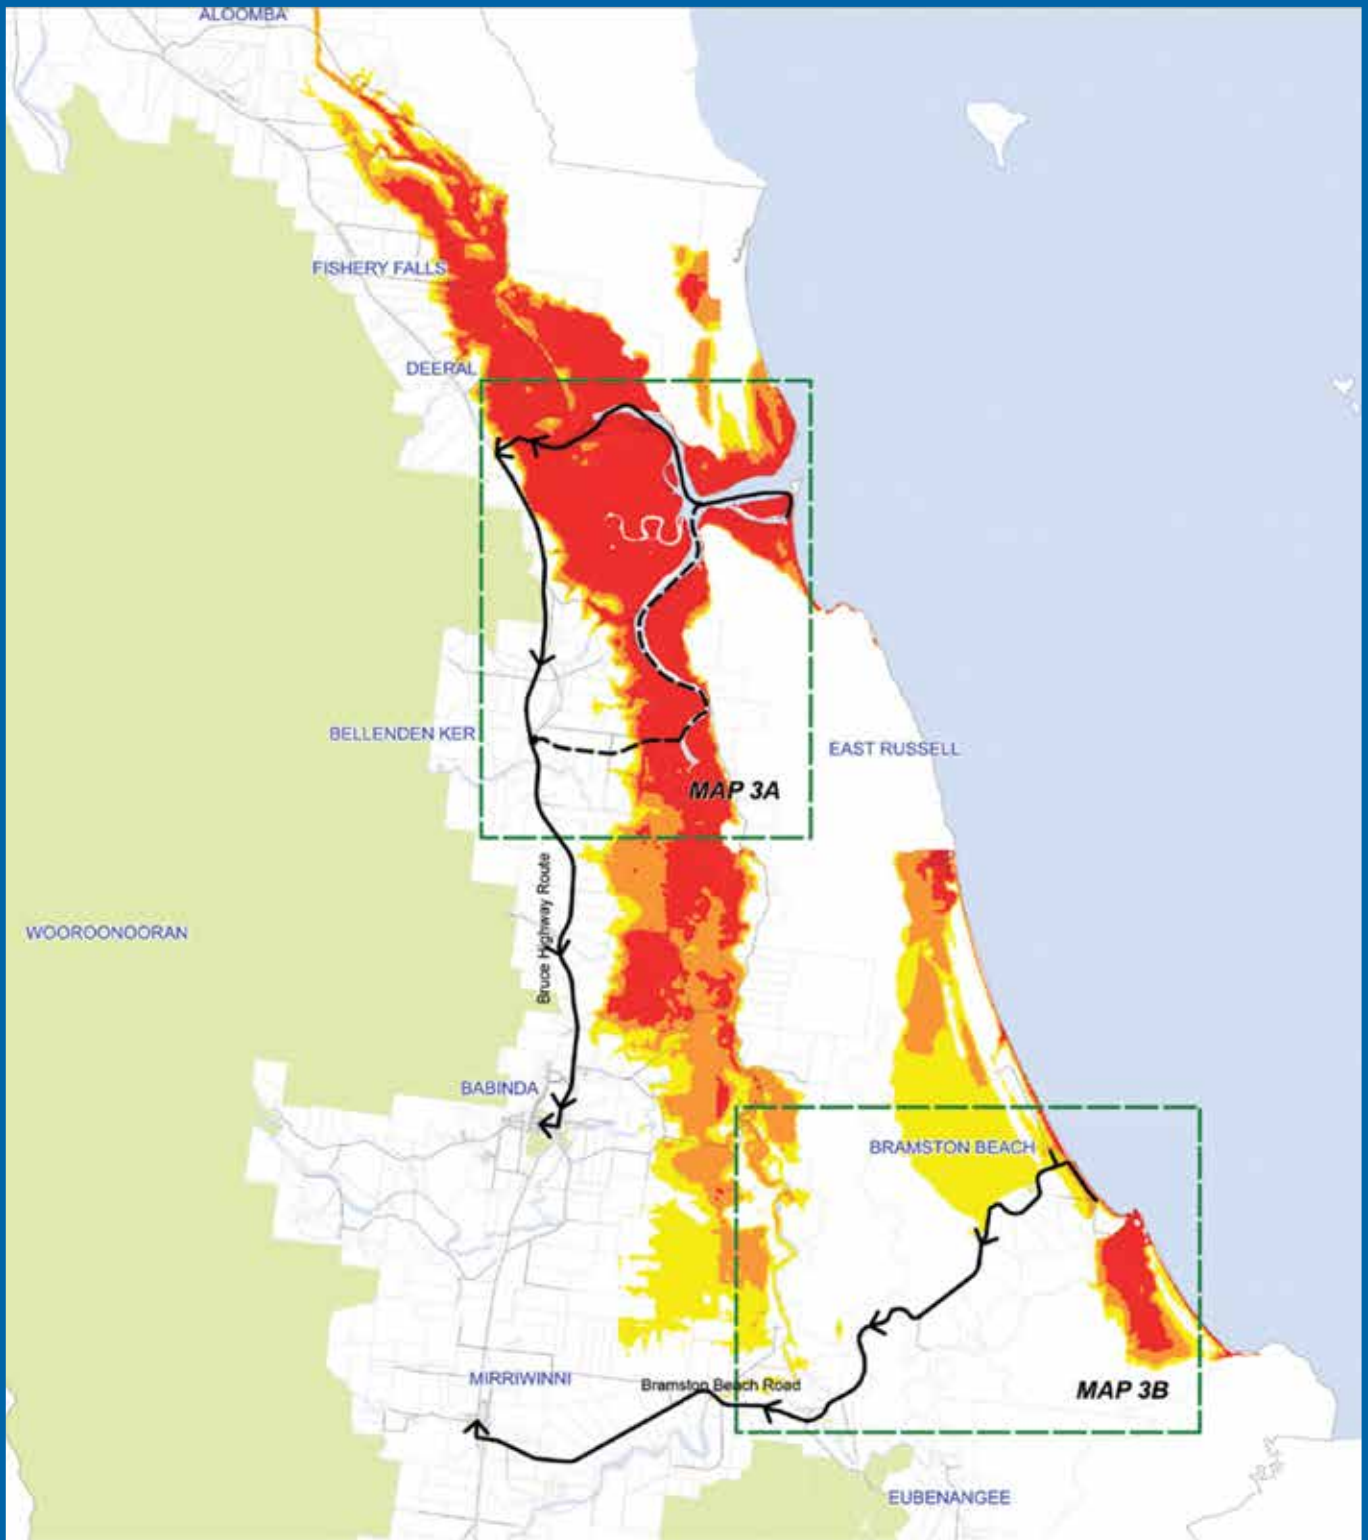 ALOOMBA
FISHERY FALLS
DEERAL
BELLENDEN KER
EAST RUSSELL
MAP 3A
Bruce Highway Route
WOOROONOORAN
BABINDA
BRAMSTON BEACH
MIRRIWINNI
Bramston Beach Road
MAP 3B
EUBENANGEE